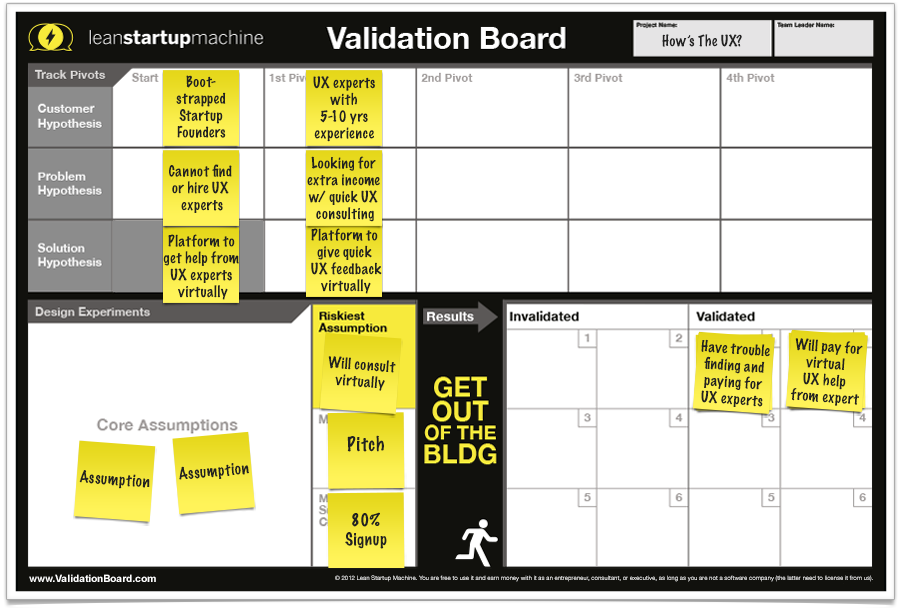 leanstartupmachine
Validation Board
Project Name:
How's The UX?
Team Leader Name:
Track Pivots
Start
1st Piv
2nd Pivot
3rd Pivot
4th Pivot
Customer
Hypothesis
Boot-
strapped
Startup
Founders
UX experts
with
5-10 yrs
experience
Problem
Hypothesis
Cannot find
or hire UX
experts
Looking for
extra income
w/ quick UX
consulting
Solution
Hypothesis
Platform to
get help from
UX experts
virtually
Platform to
give quick
UX feedback
virtually
Design Experiments
Core Assumptions
Assumption
Assumption
Riskiest
Assumption
Will consult
virtually
M
Pitch
M
S
C
80%
Signup
Results
GET
OUT
OF THE
BLDG
Invalidated
1
2
3
4
5
6
Validated
Have trouble
finding and
paying for
UX experts
Will pay for
virtual
UX help
from expert
3
4
5
6
www.ValidationBoard.com
© 2012 Lean Startup Machine. You are free to use it and earn money with it as an entrepreneur, consultant, or executive, as long as you are not a software company (the latter need to license it from us).